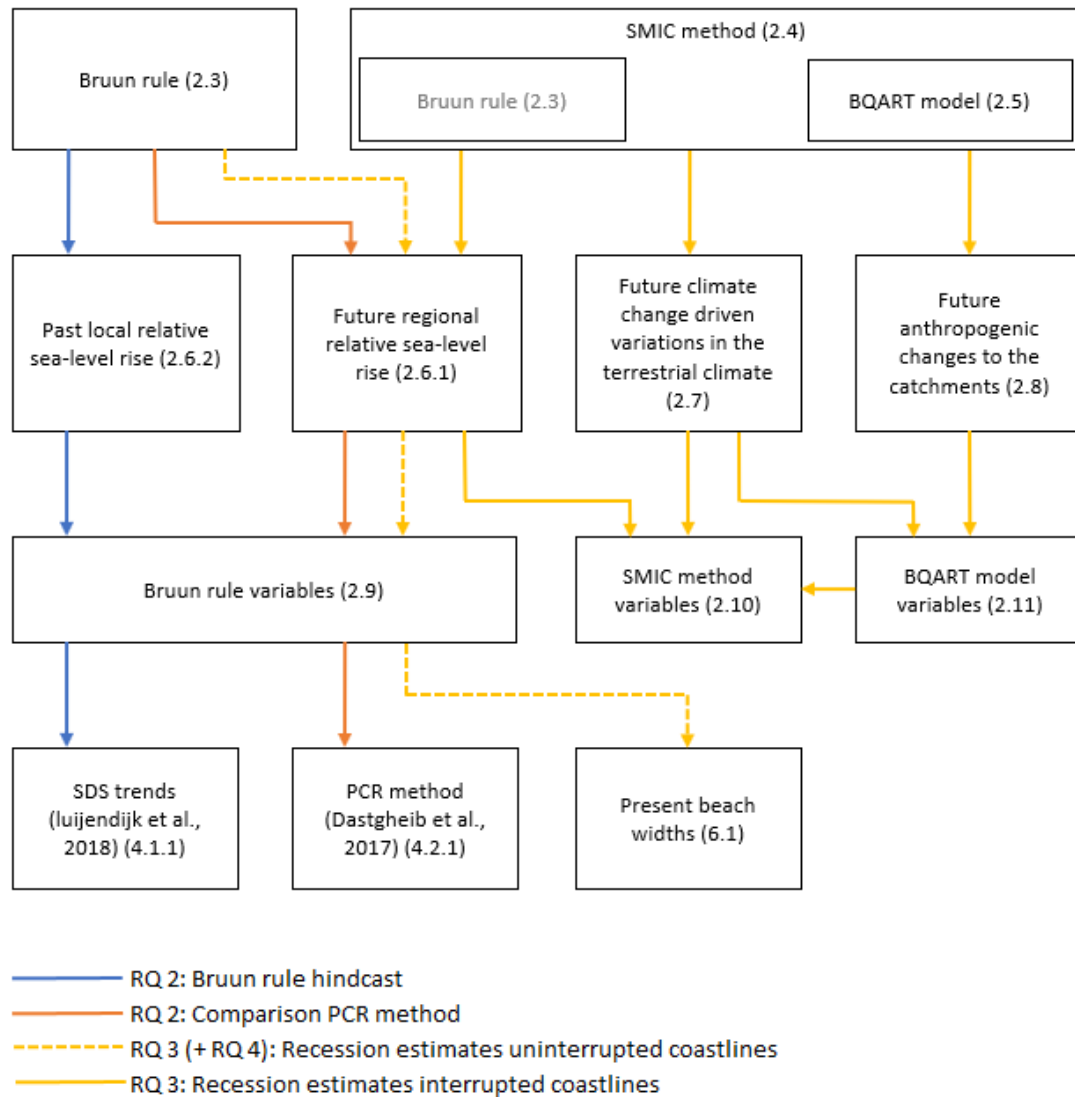 Bruun rule (2.3)
SMIC method (2.4)
Bruun rule (2.3)
BQART model (2.5)
Past local relative
sea-level rise (2.6.2)
Future regional
relative sea-level
rise (2.6.1)
Future climate
change driven
variations in the
terrestrial climate
(2.7)
Future
anthropogenic
changes to the
catchments (2.8)
Bruun rule variables (2.9)
SMIC method
variables (2.10)
BQART model
variables (2.11)
SDS trends
(luijendijk et al.,
2018) (4.1.1)
PCR method
(Dastgheib et al.,
2017) (4.2.1)
Present beach
widths (6.1)
RQ 2: Bruun rule hindcast
RQ 2: Comparison PCR method
RQ 3 (+ RQ 4): Recession estimates uninterrupted coastlines
RQ 3: Recession estimates interrupted coastlines